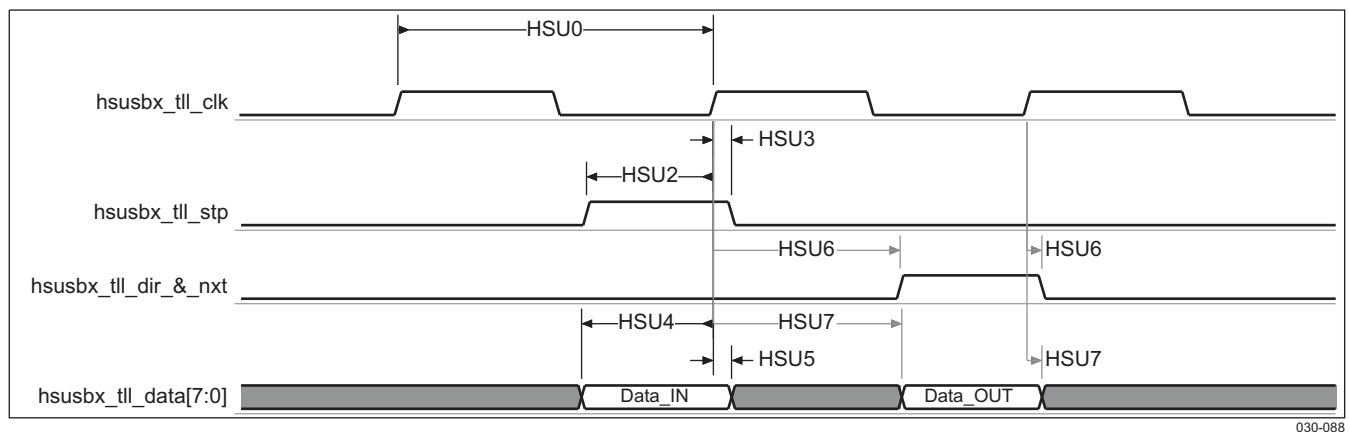 HSU0
hsusbx_tll_clk
HSU3
HSU2
hsusbx_tll_stp
HSU6 HSU6
hsusbx_tll_dir_&_nxt
HSU4 HSU7
HSU5 HSU7
hsusbx_tll_data[7:0] Data_IN Data_OUT
030-088